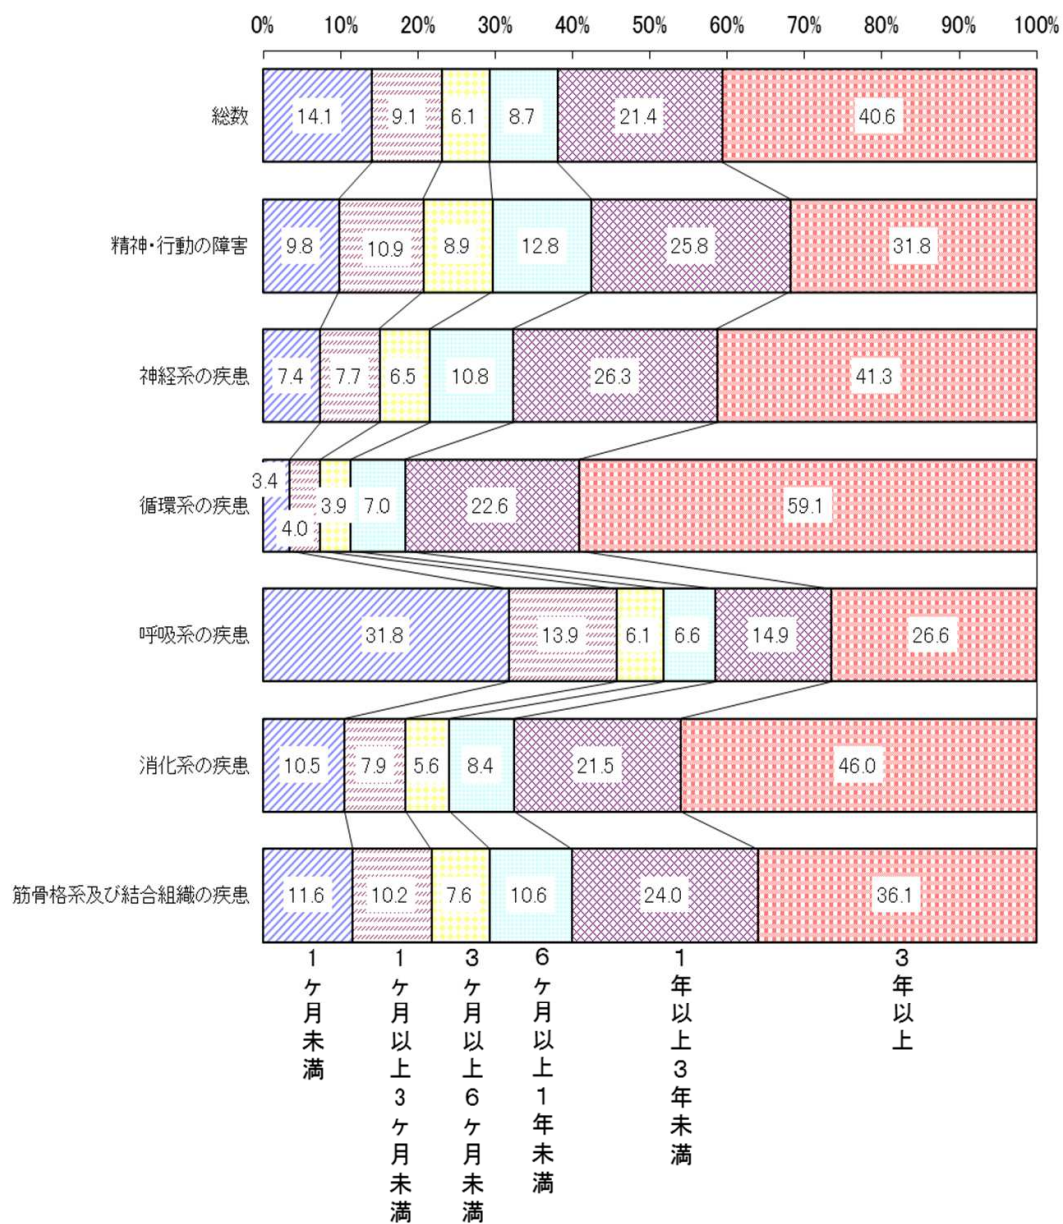 0% 10% 20% 30% 40% 50% 60% 70% 80% 90% 100%
総数 14.1 9.1 6.1 8.7 21.4 40.6
精神・行動の障害 9.8 10.9 8.9 12.8 25.8 31.8
神経系の疾患 7.4 7.7 6.5 10.8 26.3 41.3
循環系の疾患 3.4 4.0 3.9 7.0 22.6 59.1
呼吸系の疾患 31.8 13.9 6.1 6.6 14.9 26.6
消化系の疾患 10.5 7.9 5.6 8.4 21.5 46.0
筋骨格系及び結合組織の疾患 11.6 10.2 7.6 10.6 24.0 36.1
1ヶ月未満
1ヶ月以上3ヶ月未満
3ヶ月以上6ヶ月未満
6ヶ月以上1年未満
1年以上3年未満
3年以上